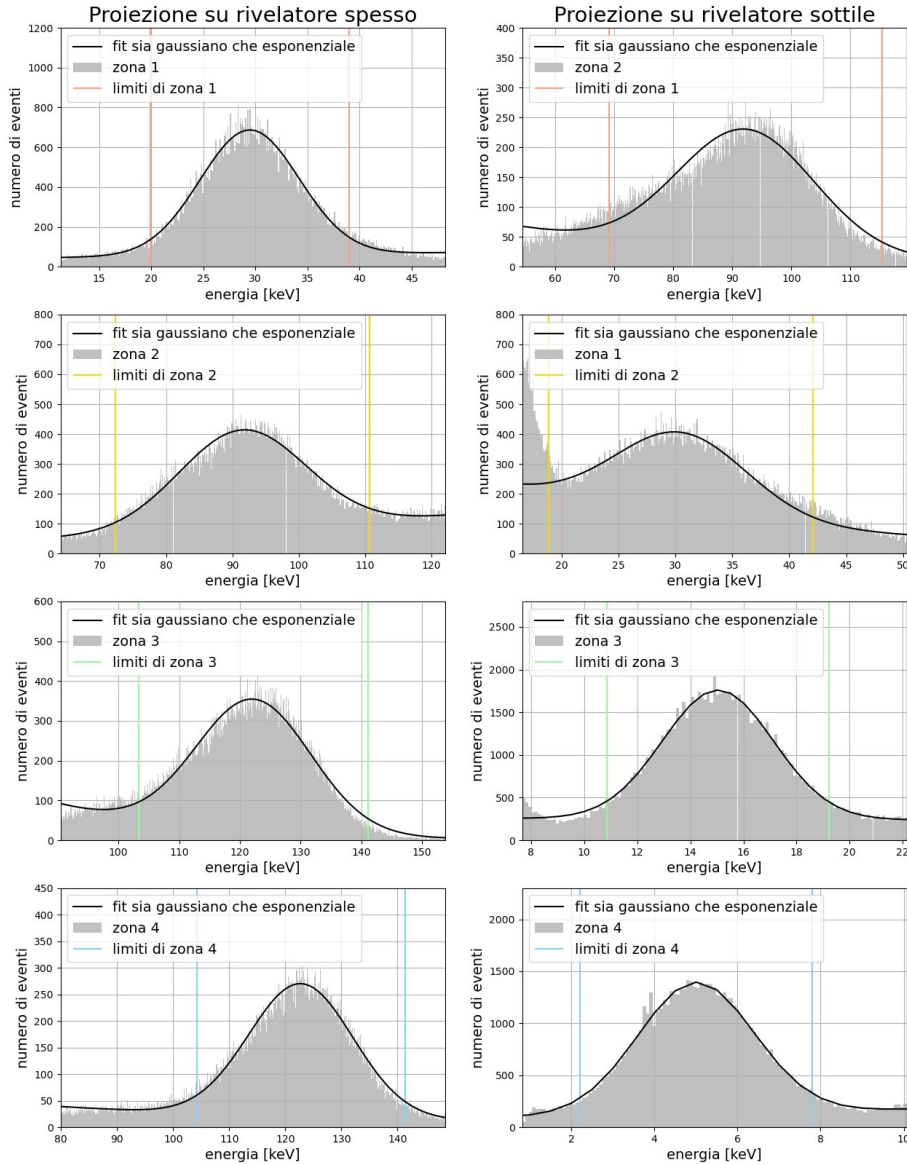 Proiezione su rivelatore spesso
numero di eventi
1200
1000
800
600
400
200
0
fit sia gaussiano che esponenziale
zona 1
limiti di zona 1
15 20 25 30 35 40 45
energia [keV]
Proiezione su rivelatore sottile
numero di eventi
400
350
300
250
200
150
100
50
0
fit sia gaussiano che esponenziale
zona 2
limiti di zona 1
60 70 80 90 100 110
energia [keV]
numero di eventi
800
700
600
500
400
300
200
100
0
fit sia gaussiano che esponenziale
zona 2
limiti di zona 2
70 80 90 100 110 120
energia [keV]
numero di eventi
800
700
600
500
400
300
200
100
0
fit sia gaussiano che esponenziale
zona 1
limiti di zona 2
20 25 30 35 40 45 50
energia [keV]
numero di eventi
600
500
400
300
200
100
0
fit sia gaussiano che esponenziale
zona 3
limiti di zona 3
100 110 120 130 140 150
energia [keV]
numero di eventi
2500
2000
1500
1000
500
0
fit sia gaussiano che esponenziale
zona 3
limiti di zona 3
8 10 12 14 16 18 20 22
energia [keV]
numero di eventi
450
400
350
300
250
200
150
100
50
0
fit sia gaussiano che esponenziale
zona 4
limiti di zona 4
80 90 100 110 120 130 140
energia [keV]
numero di eventi
2000
1500
1000
500
0
fit sia gaussiano che esponenziale
zona 4
limiti di zona 4
2 4 6 8 10
energia [keV]